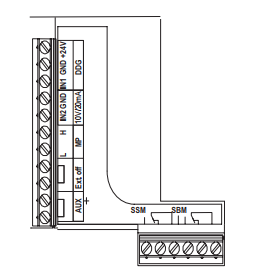 IN1 GND +24V
DDG
IN2 GND
10V/20mA
L H
MP
Ext. off
AUX
+
SSM
SBM